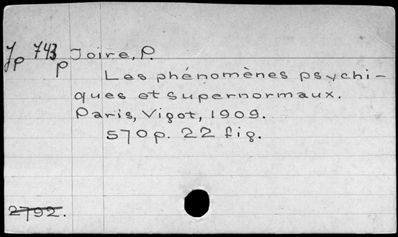 Jp 743 p Joire, P.
Les phénomènes psychi-
ques et supernormaux.
Paris, Vigot, 1909.
570 p. 22 fig.
2792.